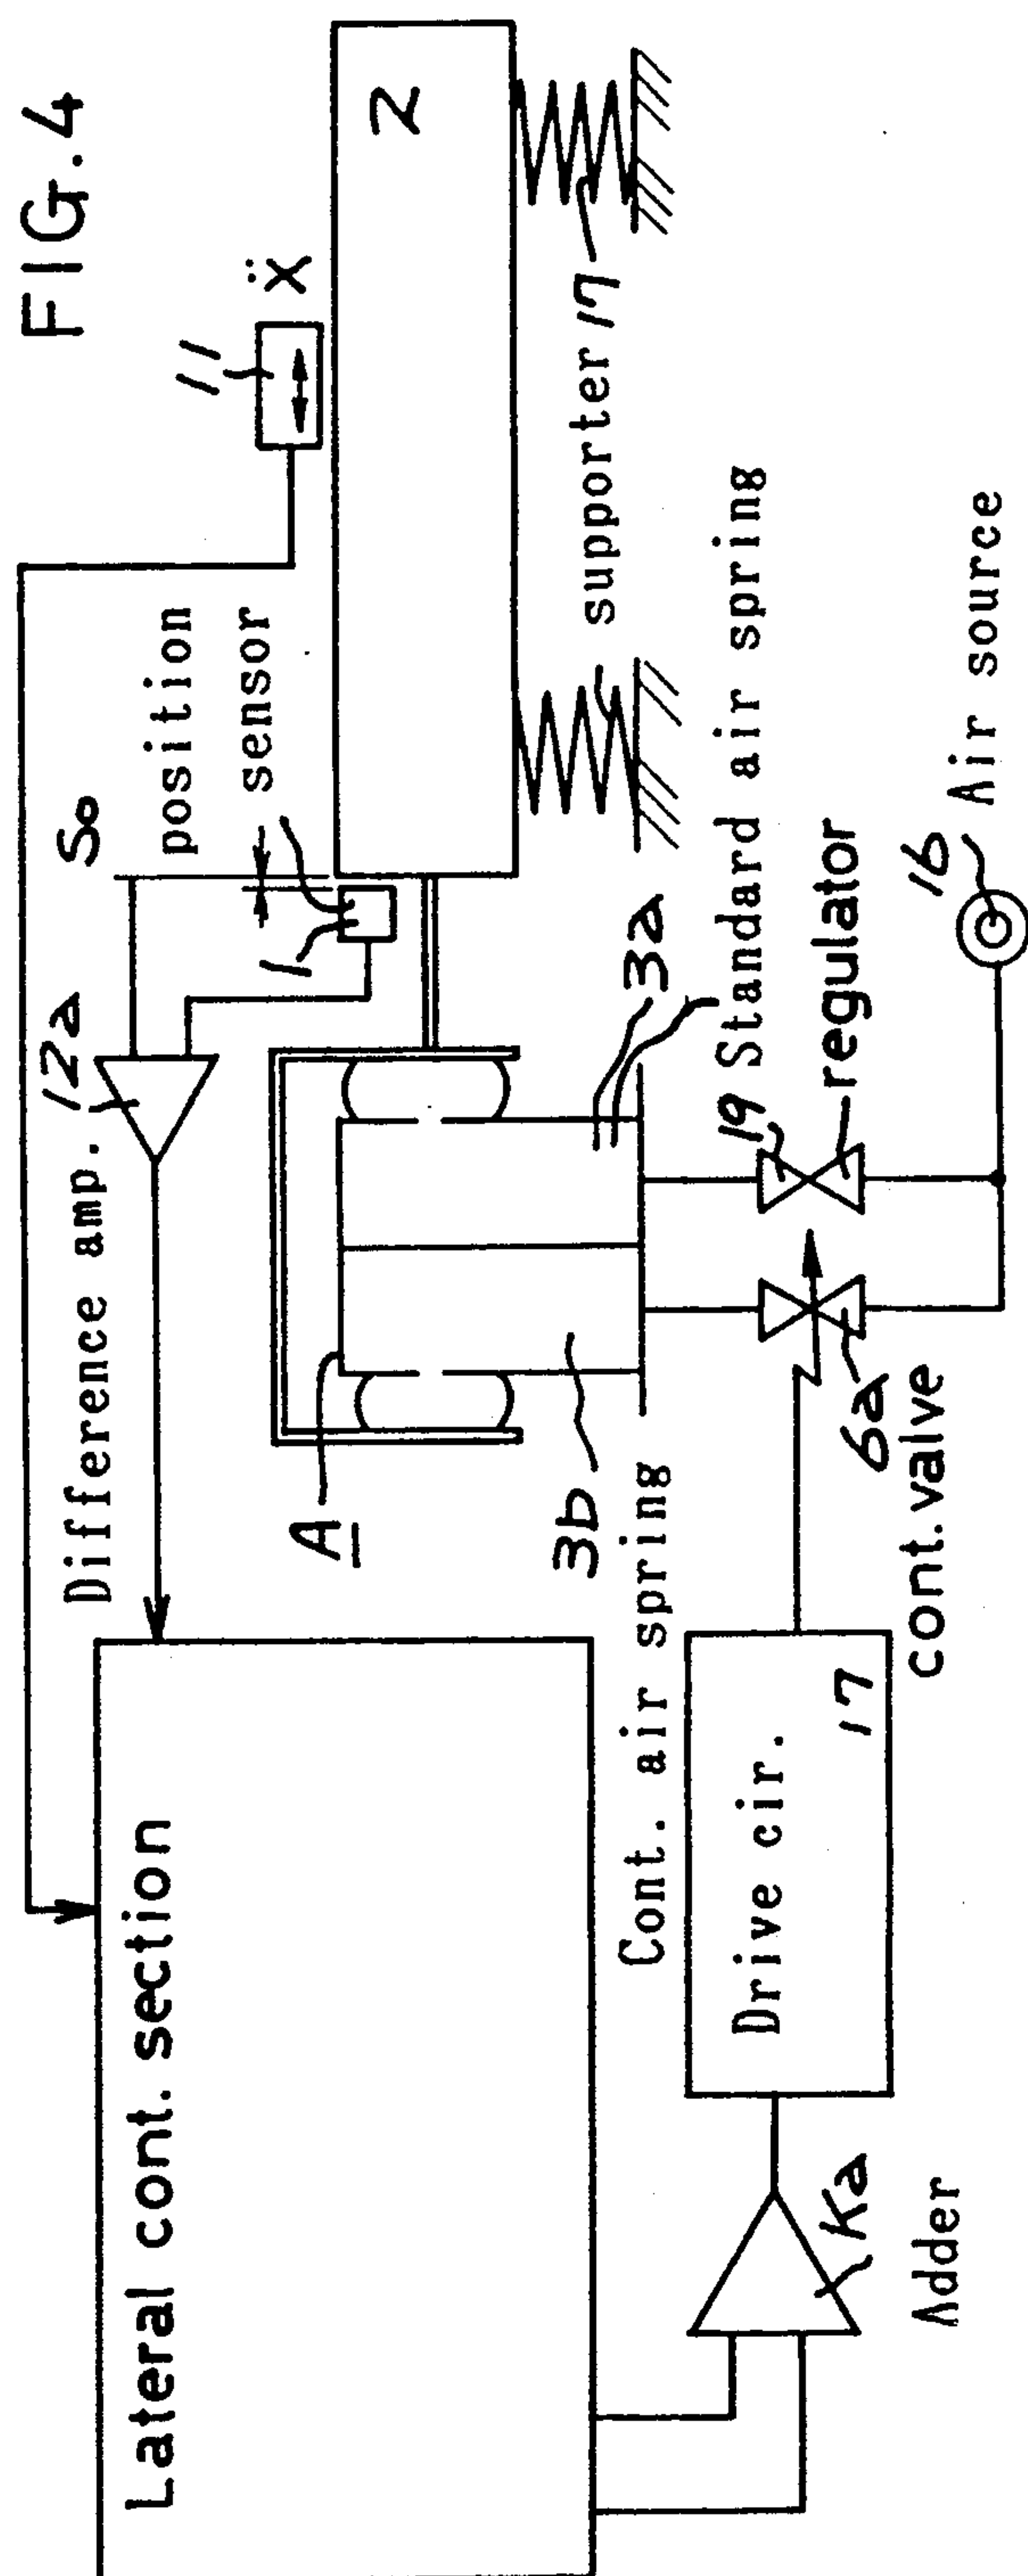 FIG.4
Lateral cont. section
Difference amp. 12a
So
position
sensor
1
11
Ẍ
2
A
3b
3a
supporter 17
Cont. air spring
Standard air spring
Drive cir.
17
6a
cont. valve
19
regulator
16
Air source
Ka
Adder